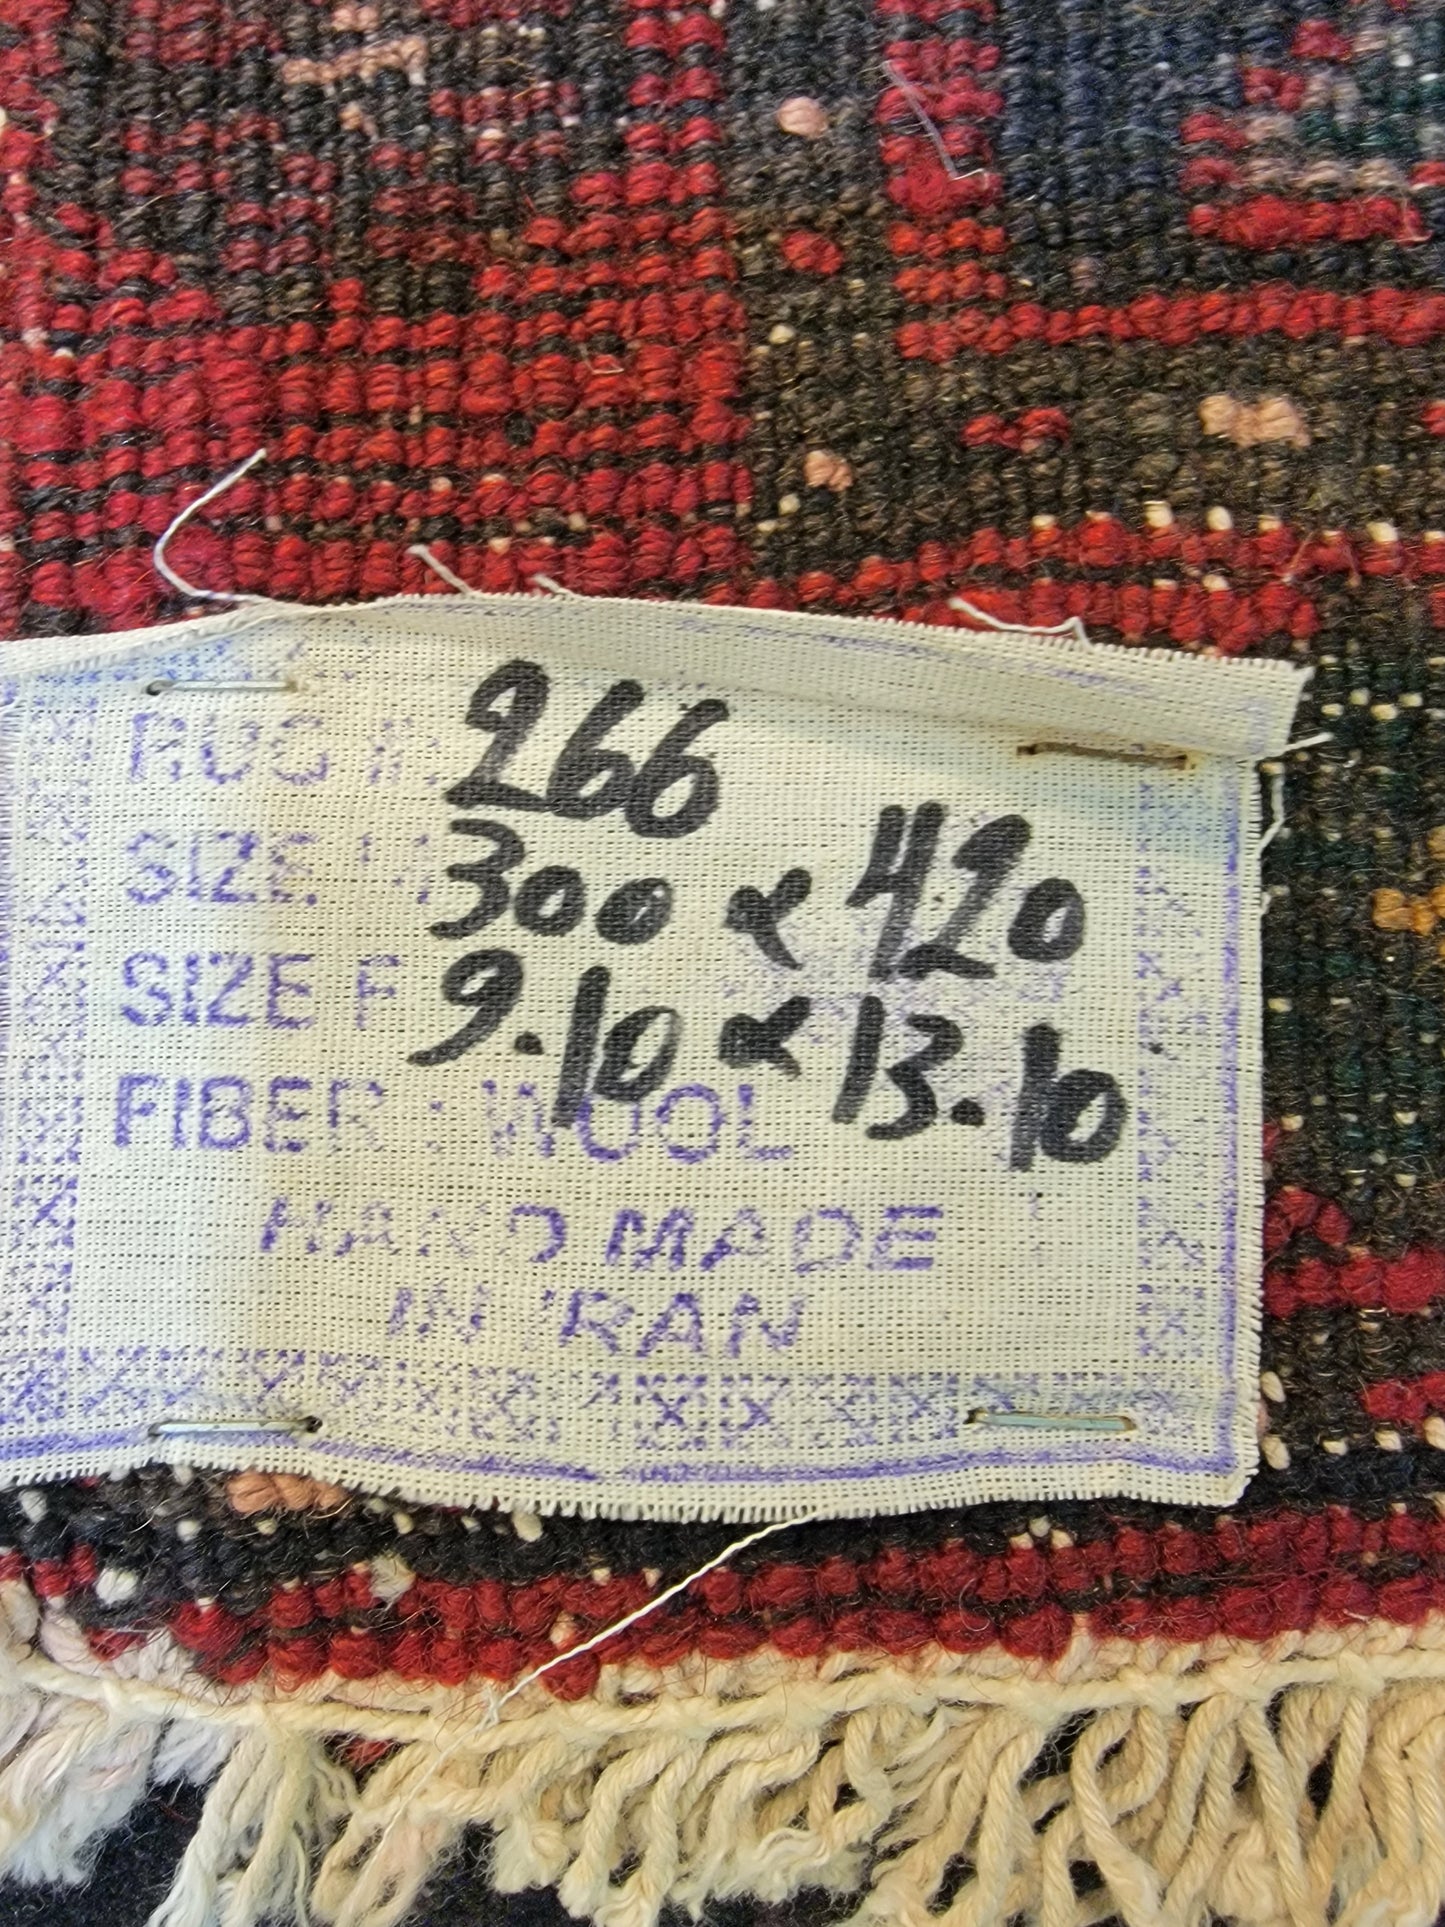 RUG #: 266
SIZE M 300 x 420
SIZE F 9.10 x 13.10
FIBER: WOOL
HAND MADE
IN IRAN